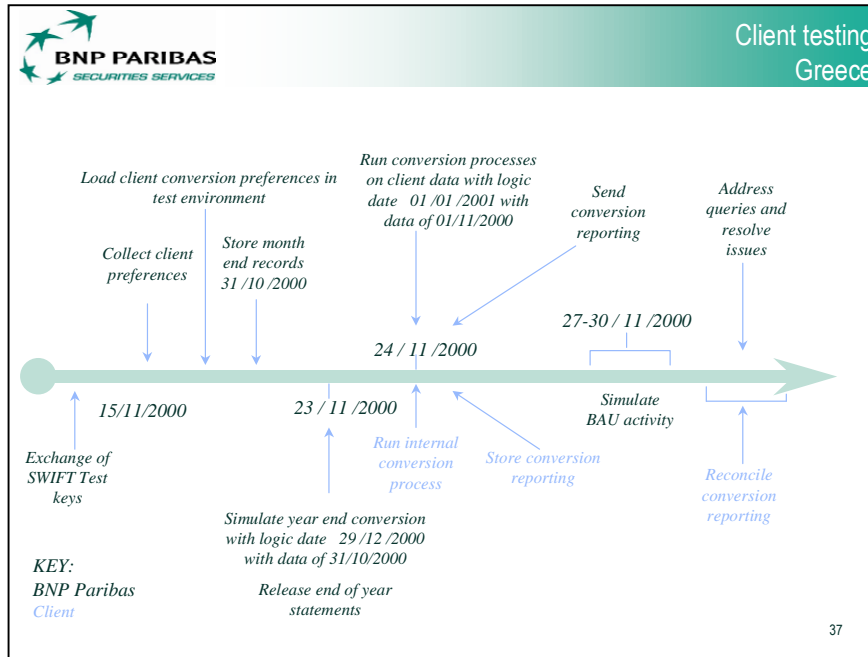 BNP PARIBAS
SECURITIES SERVICES
Client testing
Greece
Load client conversion preferences in
test environment
Collect client
preferences
Store month
end records
31 /10 /2000
Run conversion processes
on client data with logic
date 01 /01 /2001 with
data of 01/11/2000
Send
conversion
reporting
Address
queries and
resolve
issues
27-30 / 11 /2000
24 / 11 /2000
15/11/2000
23 / 11 /2000
Simulate
BAU activity
Exchange of
SWIFT Test
keys
Run internal
conversion
process
Store conversion
reporting
Reconcile
conversion
reporting
Simulate year end conversion
with logic date 29 /12 /2000
with data of 31/10/2000
Release end of year
statements
KEY:
BNP Paribas
Client
37